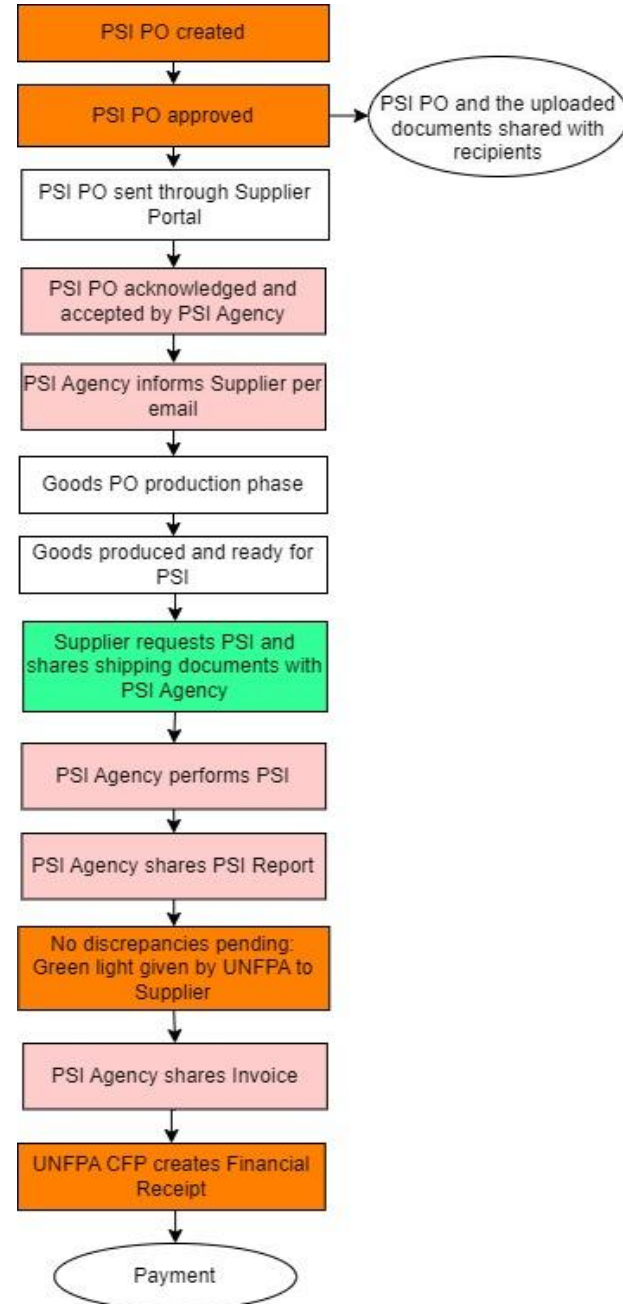 PSI PO created
PSI PO approved
PSI PO and the uploaded
documents shared with
recipients
PSI PO sent through Supplier
Portal
PSI PO acknowledged and
accepted by PSI Agency
PSI Agency informs Supplier per
email
Goods PO production phase
Goods produced and ready for
PSI
Supplier requests PSI and
shares shipping documents with
PSI Agency
PSI Agency performs PSI
PSI Agency shares PSI Report
No discrepancies pending:
Green light given by UNFPA to
Supplier
PSI Agency shares Invoice
UNFPA CFP creates Financial
Receipt
Payment